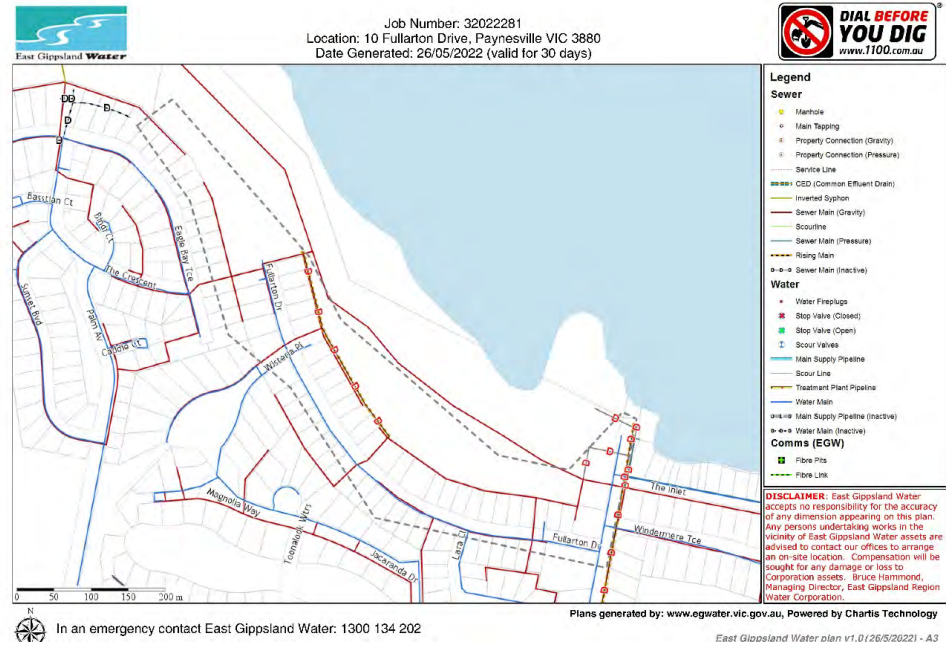 East Gippsland Water
Job Number: 32022281
Location: 10 Fullarton Drive, Paynesville VIC 3880
Date Generated: 26/05/2022 (valid for 30 days)
DIAL BEFORE
YOU DIG
www.1100.com.au
®
Basstian Ct
Eagle Bay Tce
The Crescent
Sunset Blvd
Palm Av
Fullarton Dr
Wisteria Pl
Magnolia Way
Toonalook Wtrs
Jacaranda Dr
Lara Ct
Fullarton Dr
The Inlet
Windermere Tce
D
D
D
D
D
0 50 100 150 200 m
Legend
Sewer
Manhole
Main Tapping
Property Connection (Gravity)
Property Connection (Pressure)
Service Line
CED (Common Effluent Drain)
Inverted Syphon
Sewer Main (Gravity)
Scourline
Sewer Main (Pressure)
Rising Main
Sewer Main (Inactive)
Water
Water Fireplugs
Stop Valve (Closed)
Stop Valve (Open)
Scour Valves
Main Supply Pipeline
Scour Line
Treatment Plant Pipeline
Water Main
Main Supply Pipeline (Inactive)
Water Main (Inactive)
Comms (EGW)
Fibre Pits
Fibre Link
DISCLAIMER: East Gippsland Water
accepts no responsibility for the accuracy
of any dimension appearing on this plan.
Any persons undertaking works in the
vicinity of East Gippsland Water assets are
advised to contact our offices to arrange
an on-site location. Compensation will be
sought for any damage or loss to
Corporation assets. Bruce Hammond,
Managing Director, East Gippsland Region
Water Corporation.
Plans generated by: www.egwater.vic.gov.au, Powered by Chartis Technology
N
In an emergency contact East Gippsland Water: 1300 134 202
East Gippsland Water plan v1.0 (26/5/2022) - A3